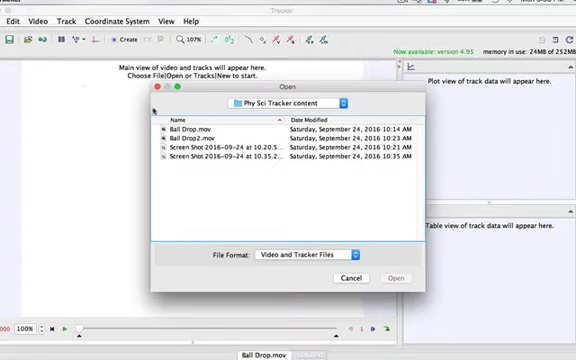 Tracker
Edit Video Track Coordinate System View Window Help
Create 107%
Now available: version 4.95 memory in use: 24MB of 252MB
Main view of video and tracks will appear here.
Choose File|Open or Tracks|New to start.
Plot view of track data will appear here.
Open
Phy Sci Tracker content
Name Date Modified
Ball Drop.mov Saturday, September 24, 2016 10:14 AM
Ball Drop2.mov Saturday, September 24, 2016 10:23 AM
Screen Shot 2016-09-24 at 10.20.5... Saturday, September 24, 2016 10:21 AM
Screen Shot 2016-09-24 at 10.35.2... Saturday, September 24, 2016 10:35 AM
Table view of track data will appear here.
File Format: Video and Tracker Files
Cancel Open
000 100% 1
Ball Drop.mov